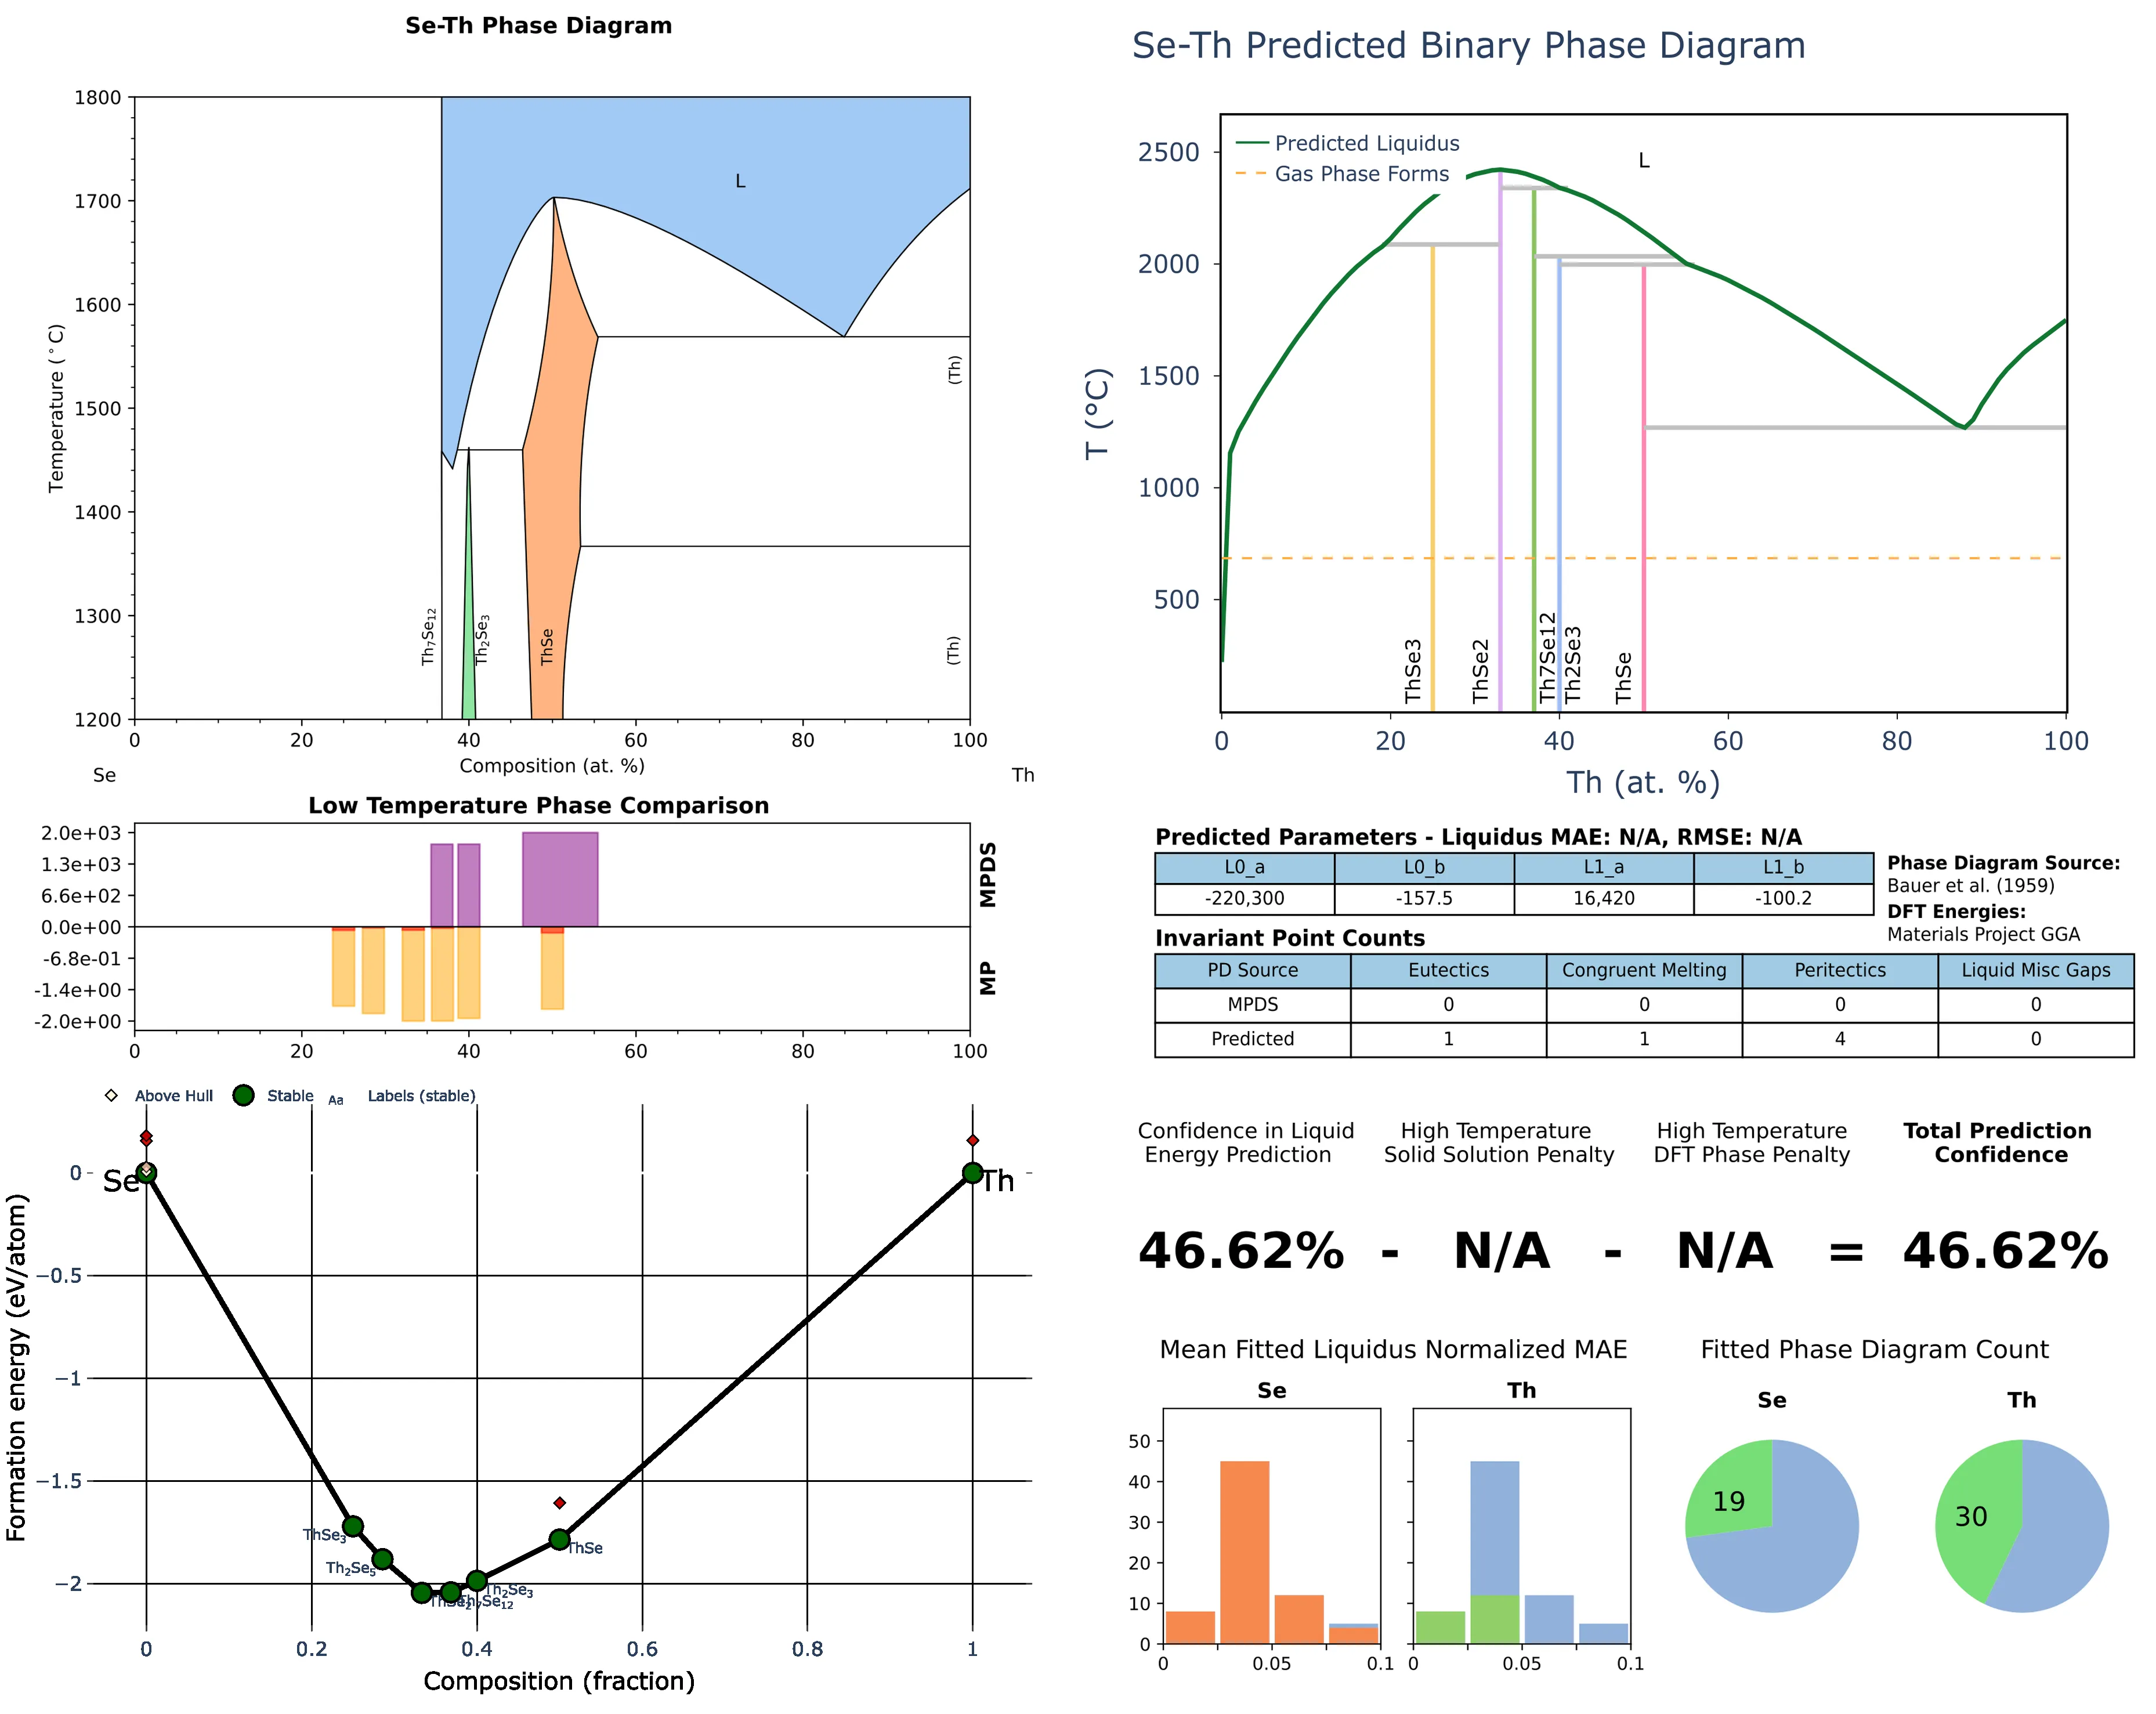 Se-Th Phase Diagram
1800
1700
1600
1500
1400
1300
1200
Temperature (°C)
L
(Th)
(Th)
Th7Se12
Th2Se3
ThSe
0 20 40 60 80 100
Composition (at. %)
Se Th
Low Temperature Phase Comparison
2.0e+03
1.3e+03
6.6e+02
0.0e+00
-6.8e-01
-1.4e+00
-2.0e+00
MPDS
MP
0 20 40 60 80 100
Above Hull Stable Aa Labels (stable)
0
−0.5
−1
−1.5
−2
Formation energy (eV/atom)
Se Th
ThSe3
Th2Se5
ThSe2
Th7Se12
Th2Se3
ThSe
0 0.2 0.4 0.6 0.8 1
Composition (fraction)
Se-Th Predicted Binary Phase Diagram
Predicted Liquidus
Gas Phase Forms
L
2500
2000
1500
1000
500
T (°C)
ThSe3
ThSe2
Th7Se12
Th2Se3
ThSe
0 20 40 60 80 100
Th (at. %)
Predicted Parameters - Liquidus MAE: N/A, RMSE: N/A
L0_a L0_b L1_a L1_b
-220,300 -157.5 16,420 -100.2
Phase Diagram Source:
Bauer et al. (1959)
DFT Energies:
Materials Project GGA
Invariant Point Counts
PD Source Eutectics Congruent Melting Peritectics Liquid Misc Gaps
MPDS 0 0 0 0
Predicted 1 1 4 0
Confidence in Liquid
Energy Prediction
High Temperature
Solid Solution Penalty
High Temperature
DFT Phase Penalty
Total Prediction
Confidence
46.62% - N/A - N/A = 46.62%
Mean Fitted Liquidus Normalized MAE
Se Th
50
40
30
20
10
0
0 0.05 0.1
0 0.05 0.1
Fitted Phase Diagram Count
Se Th
19
30